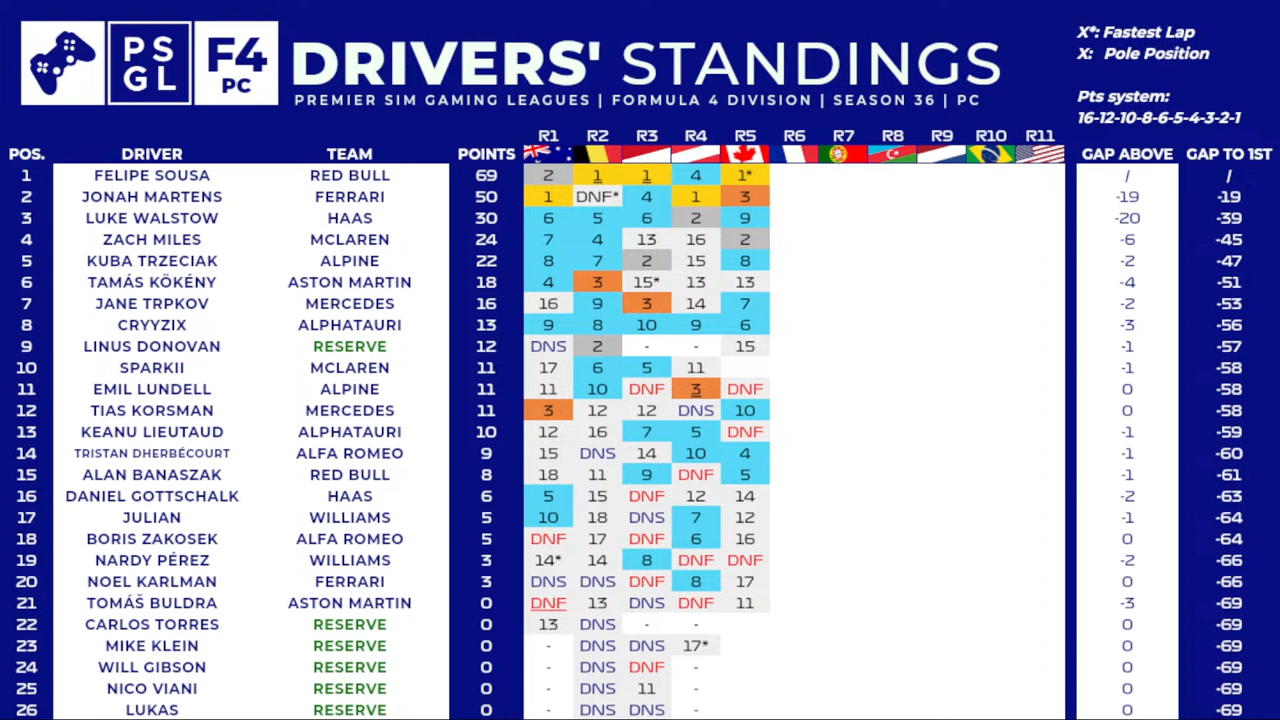 PS
GL
F4
PC
DRIVERS' STANDINGS
PREMIER SIM GAMING LEAGUES | FORMULA 4 DIVISION | SEASON 36 | PC
X*: Fastest Lap
X: Pole Position
Pts system:
16-12-10-8-6-5-4-3-2-1
R1 R2 R3 R4 R5 R6 R7 R8 R9 R10 R11
POS. DRIVER TEAM POINTS GAP ABOVE GAP TO 1ST
1 FELIPE SOUSA RED BULL 69 2 1 1 4 1* / /
2 JONAH MARTENS FERRARI 50 1 DNF* 4 1 3 -19 -19
3 LUKE WALSTOW HAAS 30 6 5 6 2 9 -20 -39
4 ZACH MILES MCLAREN 24 7 4 13 16 2 -6 -45
5 KUBA TRZECIAK ALPINE 22 8 7 2 15 8 -2 -47
6 TAMÁS KÖKÉNY ASTON MARTIN 18 4 3 15* 13 13 -4 -51
7 JANE TRPKOV MERCEDES 16 16 9 3 14 7 -2 -53
8 CRYYZIX ALPHATAURI 13 9 8 10 9 6 -3 -56
9 LINUS DONOVAN RESERVE 12 DNS 2 - - 15 -1 -57
10 SPARKII MCLAREN 11 17 6 5 11 -1 -58
11 EMIL LUNDELL ALPINE 11 11 10 DNF 3 DNF 0 -58
12 TIAS KORSMAN MERCEDES 11 3 12 12 DNS 10 0 -58
13 KEANU LIEUTAUD ALPHATAURI 10 12 16 7 5 DNF -1 -59
14 TRISTAN DHERBÉCOURT ALFA ROMEO 9 15 DNS 14 10 4 -1 -60
15 ALAN BANASZAK RED BULL 8 18 11 9 DNF 5 -1 -61
16 DANIEL GOTTSCHALK HAAS 6 5 15 DNF 12 14 -2 -63
17 JULIAN WILLIAMS 5 10 18 DNS 7 12 -1 -64
18 BORIS ZAKOSEK ALFA ROMEO 5 DNF 17 DNF 6 16 0 -64
19 NARDY PÉREZ WILLIAMS 3 14* 14 8 DNF DNF -2 -66
20 NOEL KARLMAN FERRARI 3 DNS DNS DNF 8 17 0 -66
21 TOMÁŠ BULDRA ASTON MARTIN 0 DNF 13 DNS DNF 11 -3 -69
22 CARLOS TORRES RESERVE 0 13 DNS - - 0 -69
23 MIKE KLEIN RESERVE 0 - DNS DNS 17* 0 -69
24 WILL GIBSON RESERVE 0 - DNS DNF - 0 -69
25 NICO VIANI RESERVE 0 - DNS 11 - 0 -69
26 LUKAS RESERVE 0 - DNS DNS - 0 -69